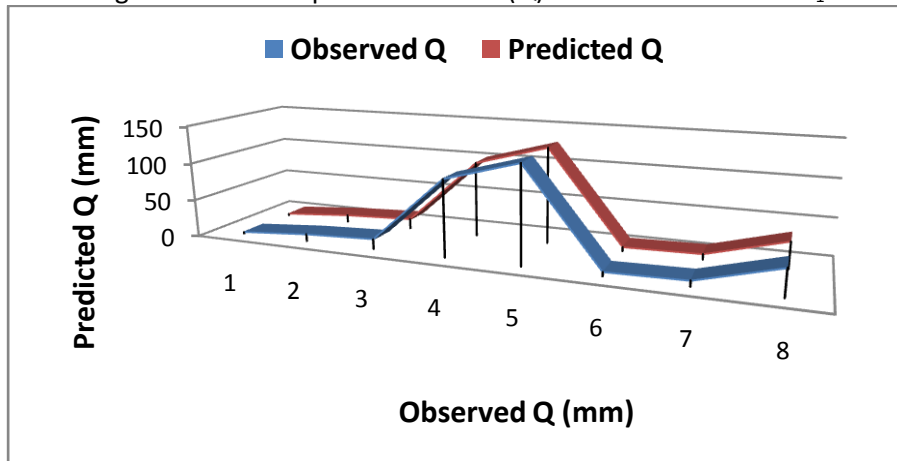 Observed Q Predicted Q
150
100
50
0
Predicted Q (mm)
1 2 3 4 5 6 7 8
Observed Q (mm)